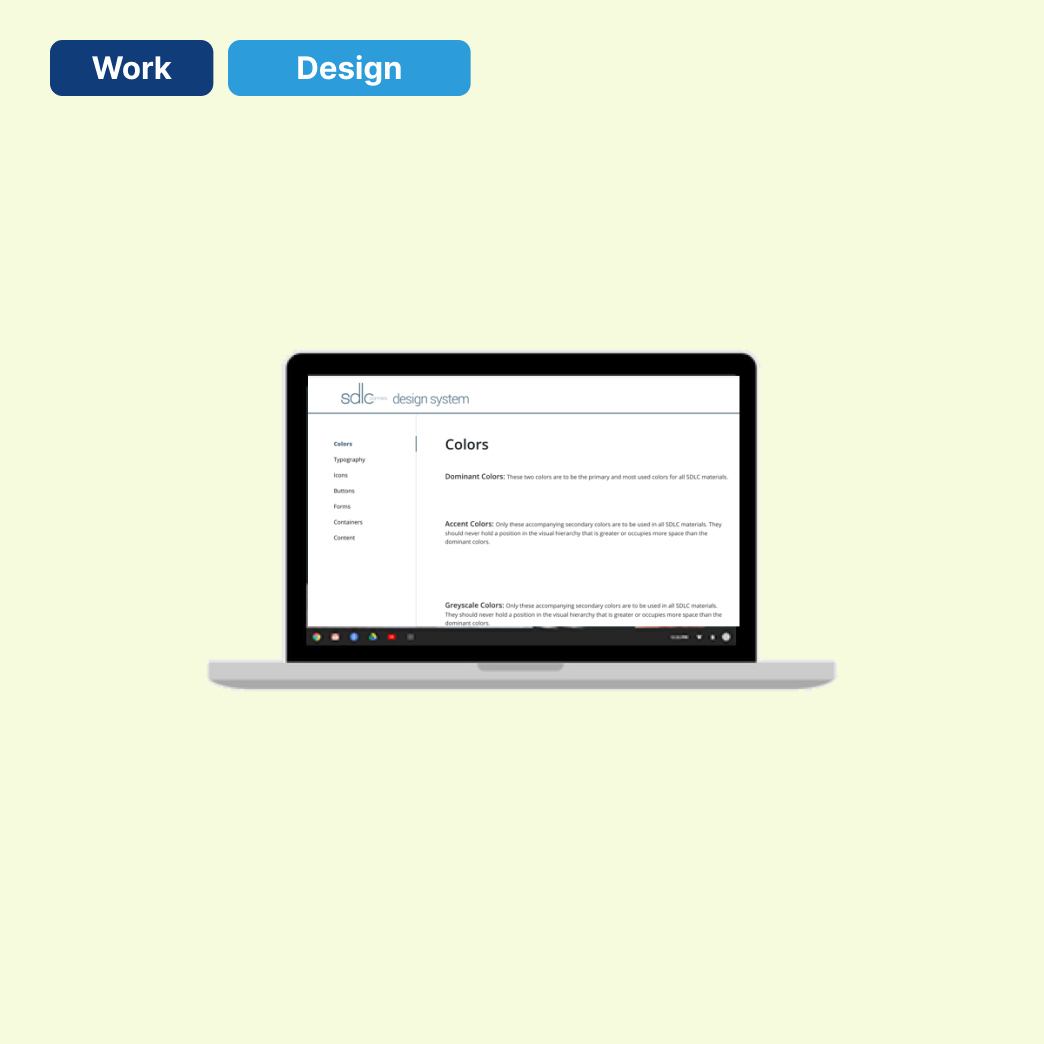 Work
Design
sdlc
design system
Colors
Typography
Icons
Buttons
Forms
Containers
Content
Colors
Dominant Colors: These two colors are to be the primary and most used colors for all SDLC materials.
Accent Colors: Only these accompanying secondary colors are to be used in all SDLC materials. They
should never hold a position in the visual hierarchy that is greater or occupies more space than the
dominant colors.
Greyscale Colors: Only these accompanying secondary colors are to be used in all SDLC materials.
They should never hold a position in the visual hierarchy that is greater or occupies more space than the
dominant colors.